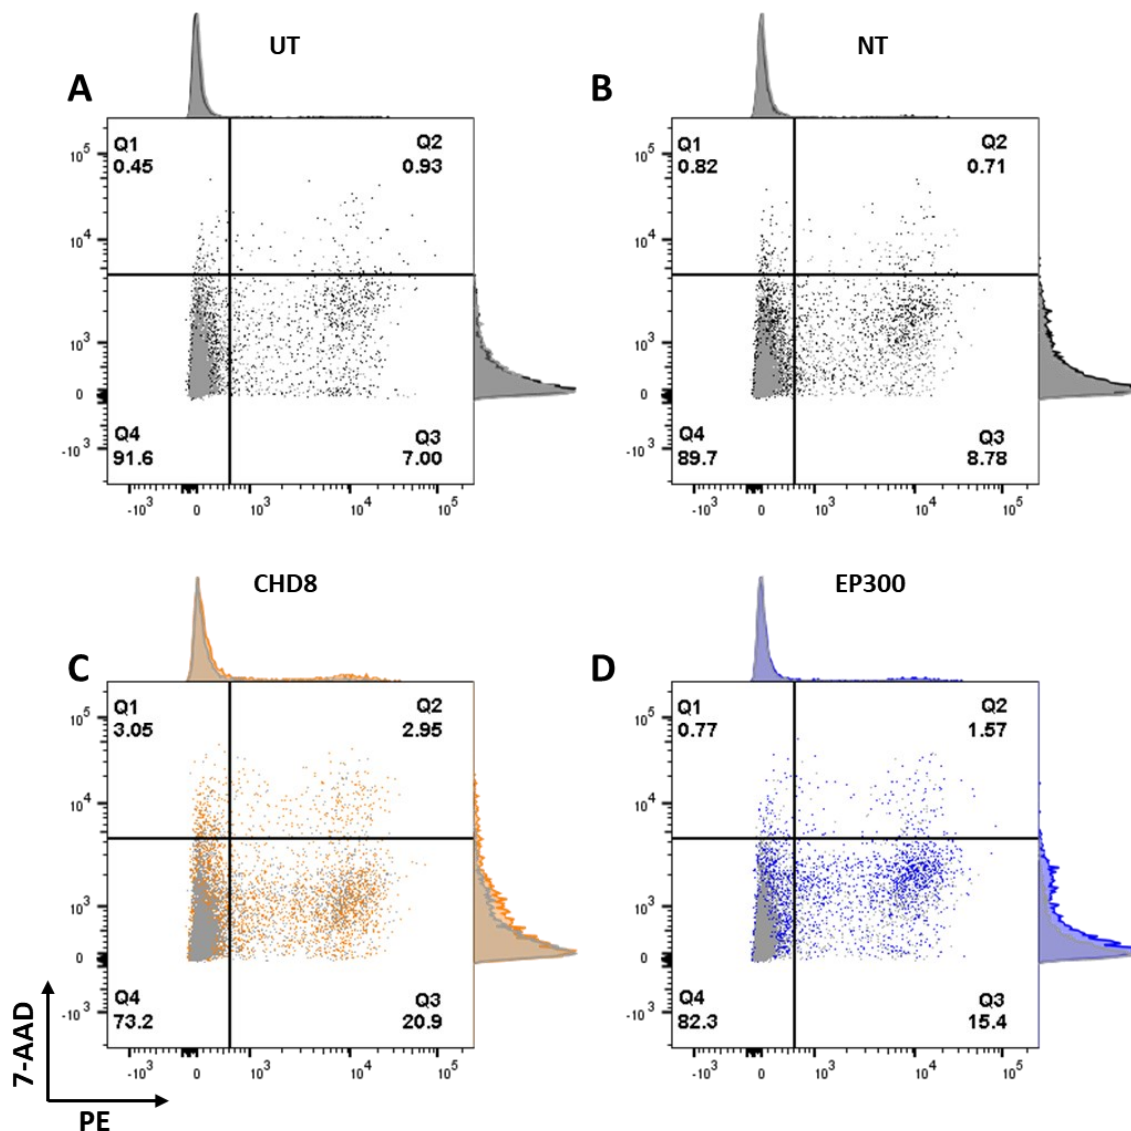 UT
NT
A
B
Q1
0.45
Q2
0.93
Q4
91.6
Q3
7.00
10^5
10^4
10^3
0
-10^3
-10^3
0
10^3
10^4
10^5
Q1
0.82
Q2
0.71
Q4
89.7
Q3
8.78
10^5
10^4
10^3
0
-10^3
-10^3
0
10^3
10^4
10^5
CHD8
EP300
C
D
Q1
3.05
Q2
2.95
Q4
73.2
Q3
20.9
10^5
10^4
10^3
0
-10^3
-10^3
0
10^3
10^4
10^5
Q1
0.77
Q2
1.57
Q4
82.3
Q3
15.4
10^5
10^4
10^3
0
-10^3
-10^3
0
10^3
10^4
10^5
7-AAD
PE